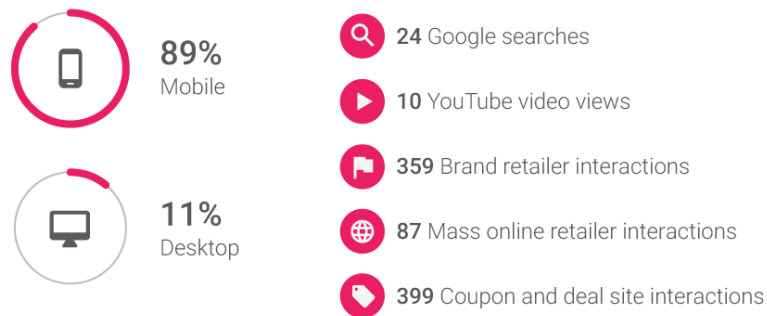 89%
Mobile
11%
Desktop
24 Google searches
10 YouTube video views
359 Brand retailer interactions
87 Mass online retailer interactions
399 Coupon and deal site interactions